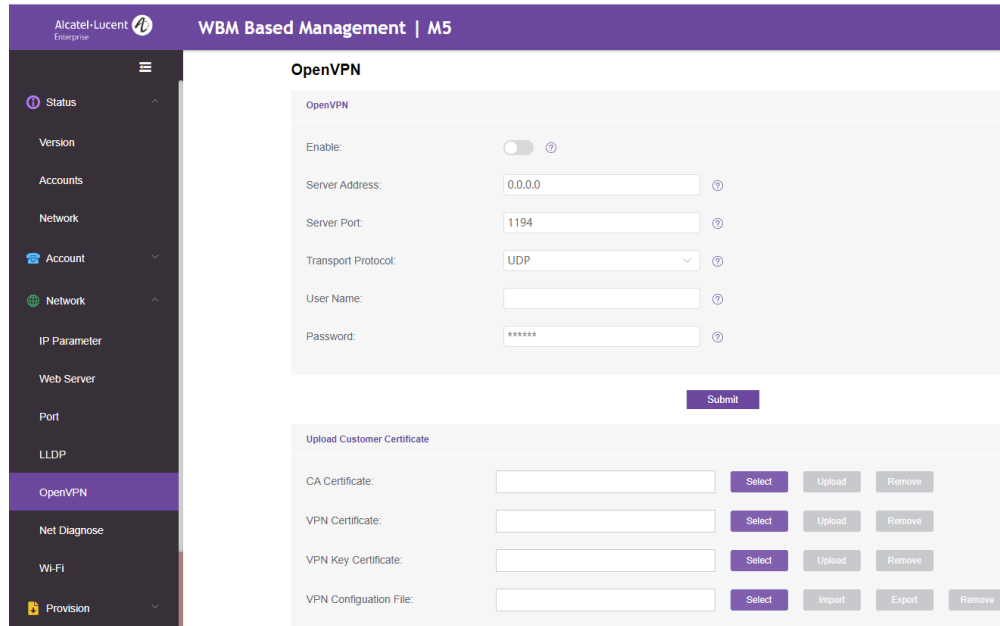 Alcatel·Lucent
Enterprise
WBM Based Management | M5
Status
Version
Accounts
Network
Account
Network
IP Parameter
Web Server
Port
LLDP
OpenVPN
Net Diagnose
Wi-Fi
Provision
OpenVPN
OpenVPN
Enable:
Server Address: 0.0.0.0
Server Port: 1194
Transport Protocol: UDP
User Name:
Password: ******
Submit
Upload Customer Certificate
CA Certificate: Select Upload Remove
VPN Certificate: Select Upload Remove
VPN Key Certificate: Select Upload Remove
VPN Configuation File: Select Import Export Remove